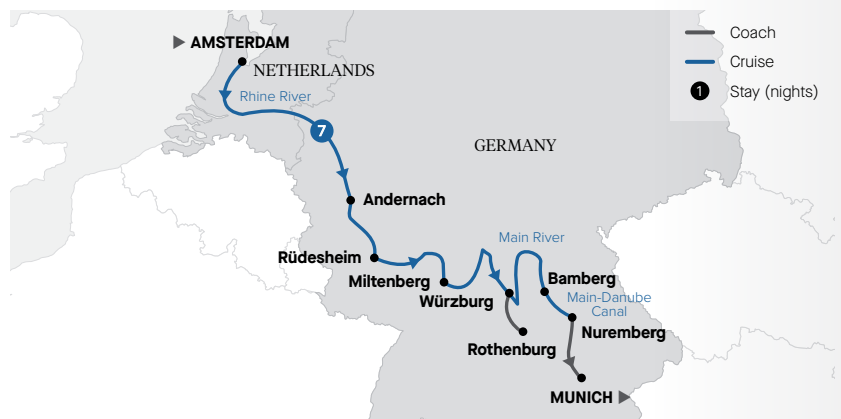 AMSTERDAM
NETHERLANDS
Rhine River
7
GERMANY
Andernach
Rüdesheim
Miltenberg
Würzburg
Main River
Bamberg
Main-Danube
Canal
Nuremberg
Rothenburg
MUNICH
Coach
Cruise
1 Stay (nights)